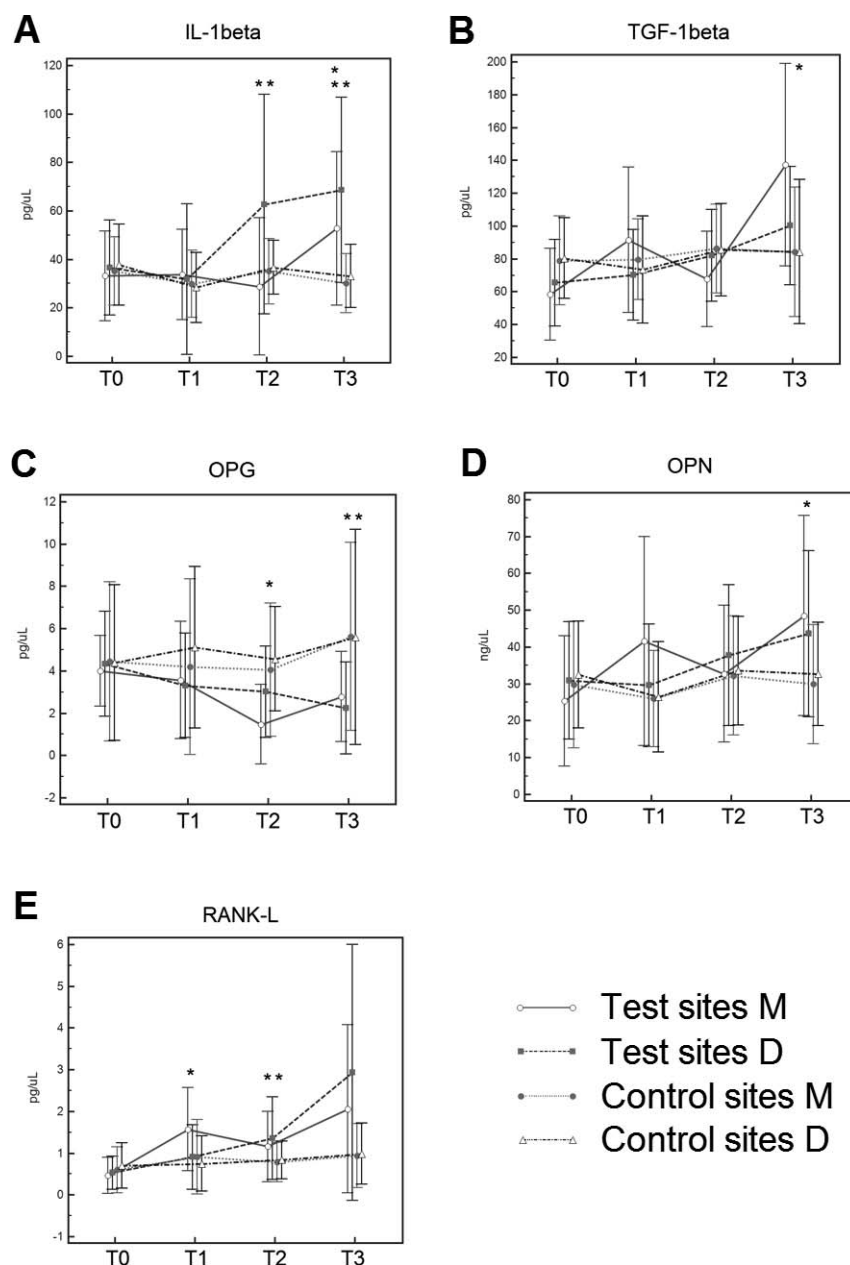 A
IL-1beta
120
100
80
60
40
20
0
pg/uL
* *
*
* *
T0 T1 T2 T3
B
TGF-1beta
200
180
160
140
120
100
80
60
40
20
pg/uL
*
T0 T1 T2 T3
C
OPG
12
10
8
6
4
2
0
-2
pg/uL
*
* *
T0 T1 T2 T3
D
OPN
80
70
60
50
40
30
20
10
0
ng/uL
*
T0 T1 T2 T3
E
RANK-L
6
5
4
3
2
1
0
-1
pg/uL
*
* *
T0 T1 T2 T3
Test sites M
Test sites D
Control sites M
Control sites D